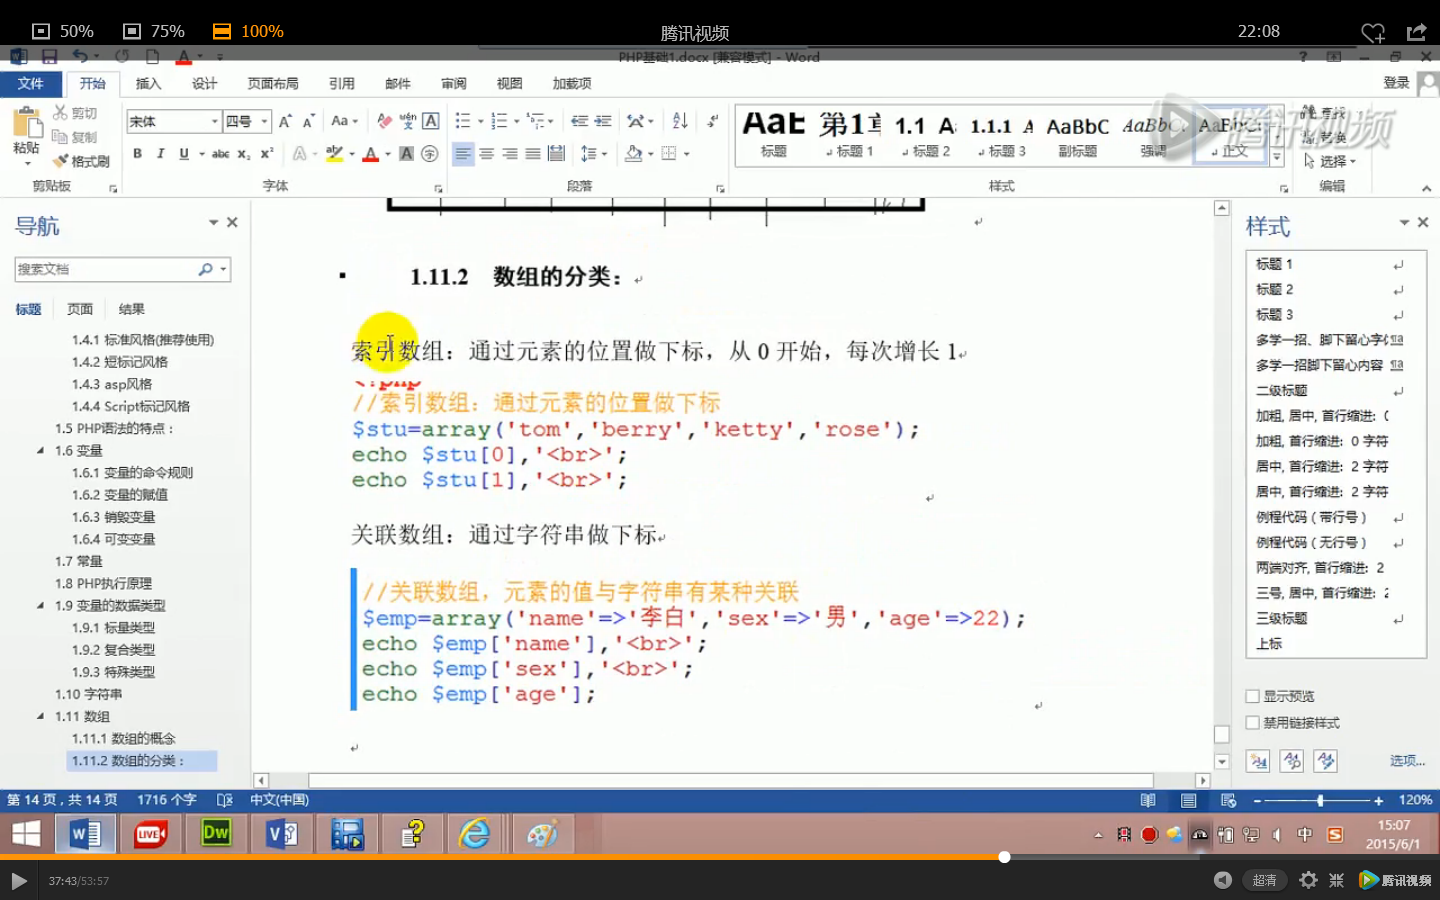 50% 75% 100% 腾讯视频 22:08
PHP基础1.docx [兼容模式] - Word
文件 开始 插入 设计 页面布局 引用 邮件 审阅 视图 加载项 登录
粘贴 剪切 复制 格式刷 剪贴板
宋体 四号 字体
段落
AaB 标题
第1章 标题 1
1.1 A 标题 2
1.1.1 A 标题 3
AaBbC 副标题
AaBbC 强调
AaBbC 正文
样式
查找
替换
选择
编辑
腾讯视频
导航
搜索文档
标题 页面 结果
1.4.1 标准风格(推荐使用)
1.4.2 短标记风格
1.4.3 asp风格
1.4.4 Script标记风格
1.5 PHP语法的特点：
1.6 变量
1.6.1 变量的命令规则
1.6.2 变量的赋值
1.6.3 销毁变量
1.6.4 可变变量
1.7 常量
1.8 PHP执行原理
1.9 变量的数据类型
1.9.1 标量类型
1.9.2 复合类型
1.9.3 特殊类型
1.10 字符串
1.11 数组
1.11.1 数组的概念
1.11.2 数组的分类：
1.11.2 数组的分类：
索引数组：通过元素的位置做下标，从 0 开始，每次增长 1
<?php
//索引数组：通过元素的位置做下标
$stu=array('tom','berry','ketty','rose');
echo $stu[0],'<br>';
echo $stu[1],'<br>';
关联数组：通过字符串做下标
//关联数组，元素的值与字符串有某种关联
$emp=array('name'=>'李白','sex'=>'男','age'=>22);
echo $emp['name'],'<br>';
echo $emp['sex'],'<br>';
echo $emp['age'];
样式
标题 1
标题 2
标题 3
多学一招、脚下留心字
多学一招脚下留心内容
二级标题
加粗, 居中, 首行缩进:
加粗, 首行缩进: 0 字符
居中, 首行缩进: 2 字符
居中, 首行缩进: 2 字符
例程代码（带行号）
例程代码（无行号）
两端对齐, 首行缩进: 2
三号, 居中, 首行缩进:
三级标题
上标
显示预览
禁用链接样式
选项...
第 14 页，共 14 页 1716 个字 中文(中国) 120%
LIVE Dw 中 15:07
2015/6/1
37:43/53:57 超清 腾讯视频